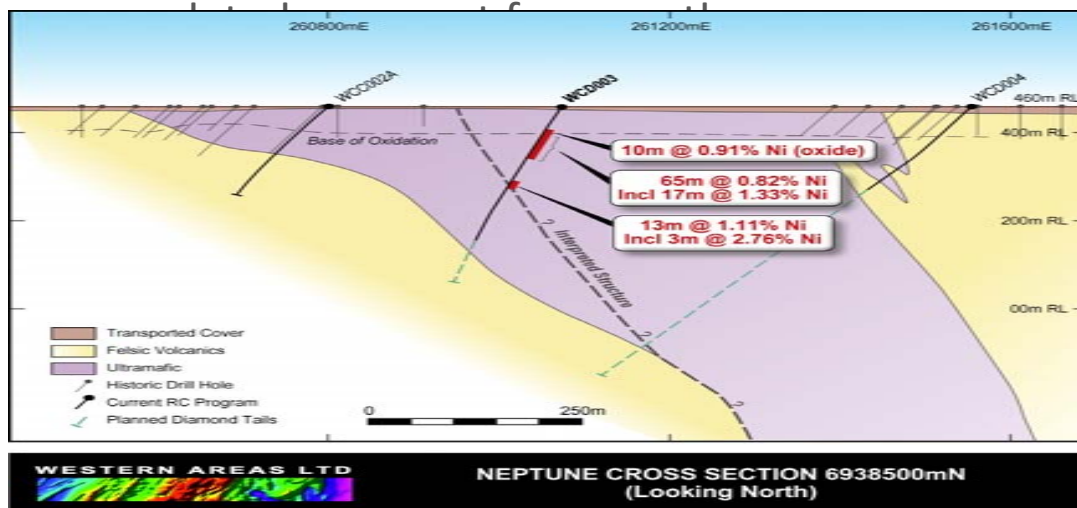 260800mE 261200mE 261600mE
WCC002A WCD003 WCD004
460m RL
400m RL
Base of Oxidation
10m @ 0.91% Ni (oxide)
65m @ 0.82% Ni
Incl 17m @ 1.33% Ni
13m @ 1.11% Ni
Incl 3m @ 2.76% Ni
200m RL
?
Interpreted Structure
00m RL
?
?
Transported Cover
Felsic Volcanics
Ultramafic
Historic Drill Hole
Current RC Program
Planned Diamond Tails
0 250m
WESTERN AREAS LTD
NEPTUNE CROSS SECTION 6938500mN
(Looking North)